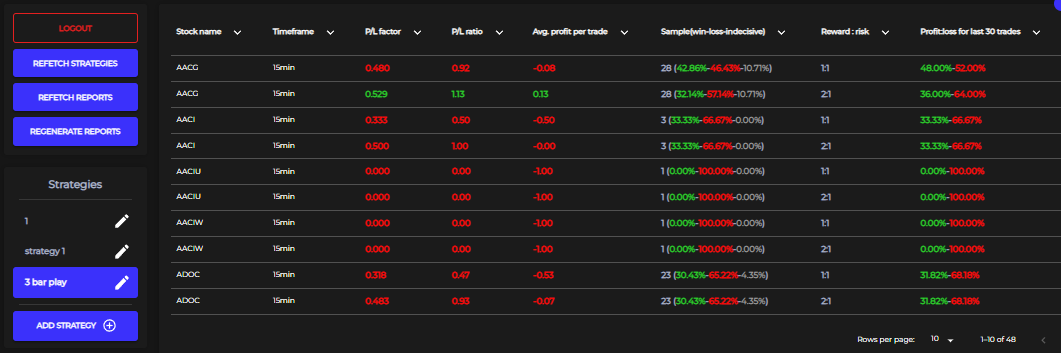 LOGOUT
REFETCH STRATEGIES
REFETCH REPORTS
REGENERATE REPORTS
Strategies
1
strategy 1
3 bar play
ADD STRATEGY
Stock name Timeframe P/L factor P/L ratio Avg. profit per trade Sample(win-loss-indecisive) Reward : risk Profit:loss for last 30 trades
AACG 15min 0.480 0.92 -0.08 28 (42.86%-46.43%-10.71%) 1:1 48.00%-52.00%
AACG 15min 0.529 1.13 0.13 28 (32.14%-57.14%-10.71%) 2:1 36.00%-64.00%
AACI 15min 0.333 0.50 -0.50 3 (33.33%-66.67%-0.00%) 1:1 33.33%-66.67%
AACI 15min 0.500 1.00 -0.00 3 (33.33%-66.67%-0.00%) 2:1 33.33%-66.67%
AACIU 15min 0.000 0.00 -1.00 1 (0.00%-100.00%-0.00%) 1:1 0.00%-100.00%
AACIU 15min 0.000 0.00 -1.00 1 (0.00%-100.00%-0.00%) 2:1 0.00%-100.00%
AACIW 15min 0.000 0.00 -1.00 1 (0.00%-100.00%-0.00%) 1:1 0.00%-100.00%
AACIW 15min 0.000 0.00 -1.00 1 (0.00%-100.00%-0.00%) 2:1 0.00%-100.00%
ADOC 15min 0.318 0.47 -0.53 23 (30.43%-65.22%-4.35%) 1:1 31.82%-68.18%
ADOC 15min 0.483 0.93 -0.07 23 (30.43%-65.22%-4.35%) 2:1 31.82%-68.18%
Rows per page: 10 1–10 of 48